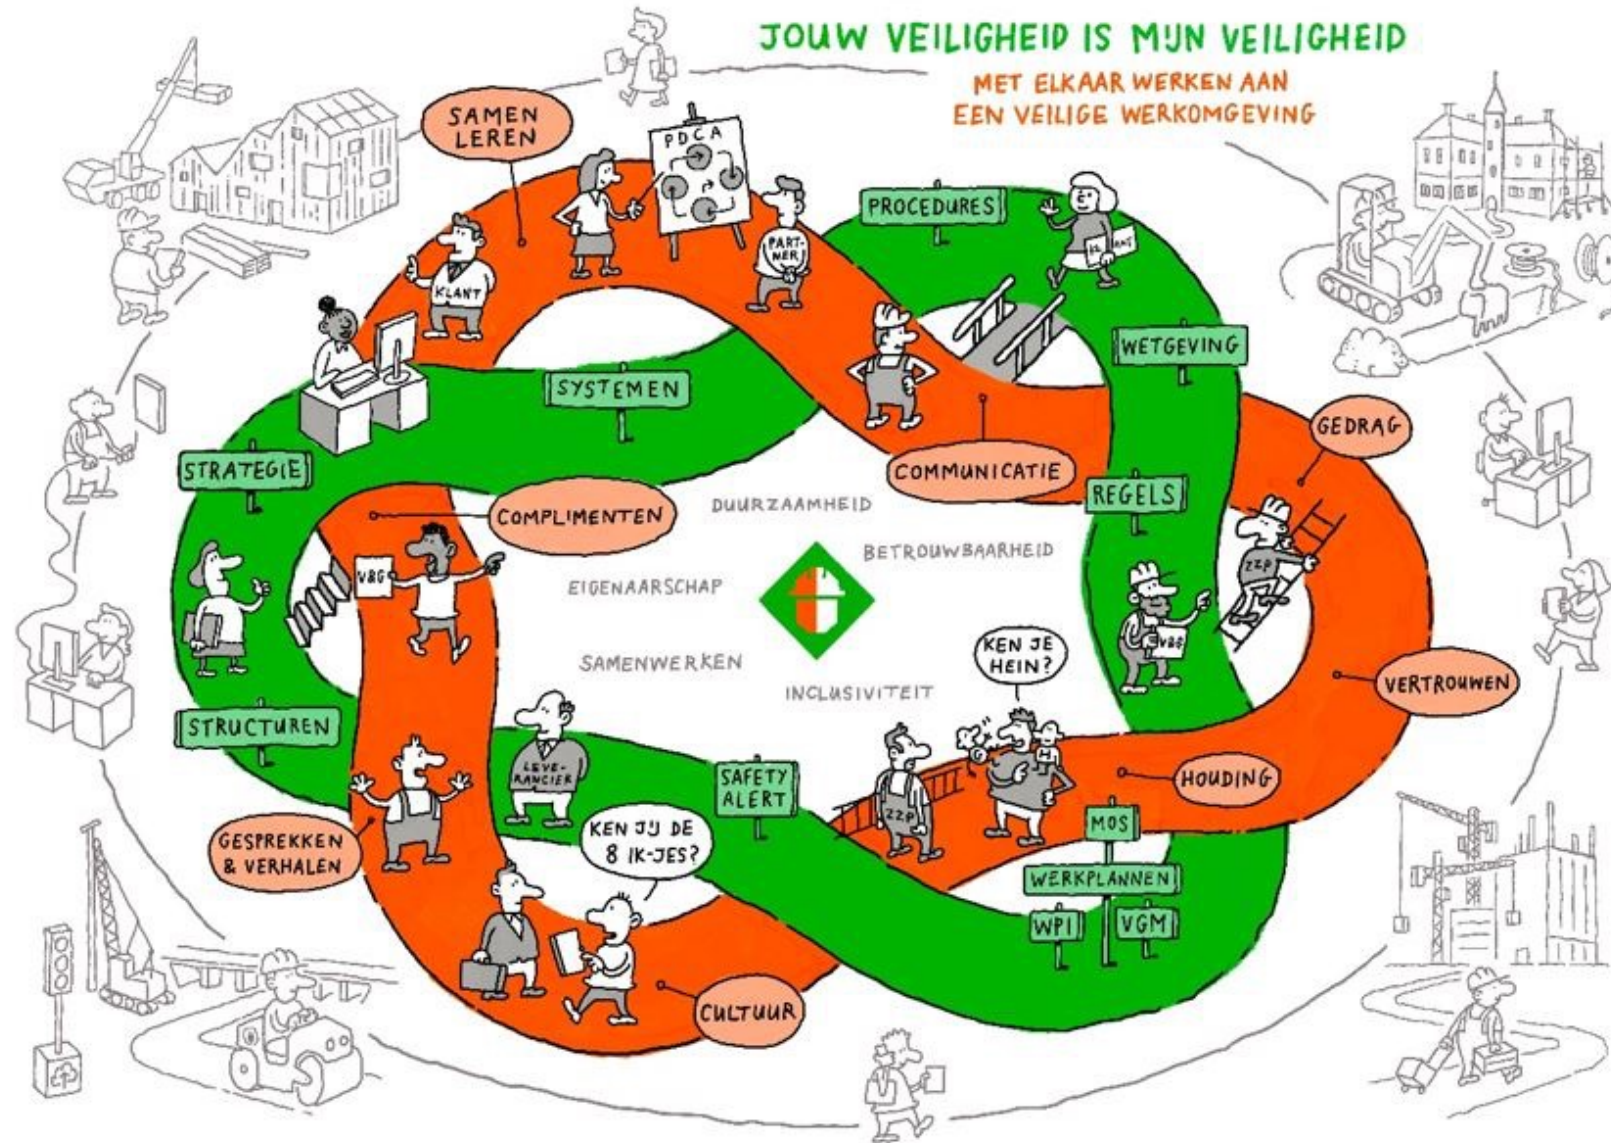 JOUW VEILIGHEID IS MIJN VEILIGHEID
MET ELKAAR WERKEN AAN
EEN VEILIGE WERKOMGEVING
SAMEN
LEREN
PDCA
KLANT
PART-
NER
PROCEDURES
WETGEVING
SYSTEMEN
STRATEGIE
GEDRAG
COMMUNICATIE
REGELS
COMPLIMENTEN
DUURZAAMHEID
BETROUWBAARHEID
EIGENAARSCHAP
SAMENWERKEN
INCLUSIVITEIT
V&G
ZZP
V&G
KEN JE
HEIN?
VERTROUWEN
STRUCTUREN
LEVE-
RANCIER
SAFETY
ALERT
ZZP
H
HOUDING
MOS
GESPREKKEN
& VERHALEN
KEN JIJ DE
8 IK-JES?
WERKPLANNEN
WPI
VGM
CULTUUR